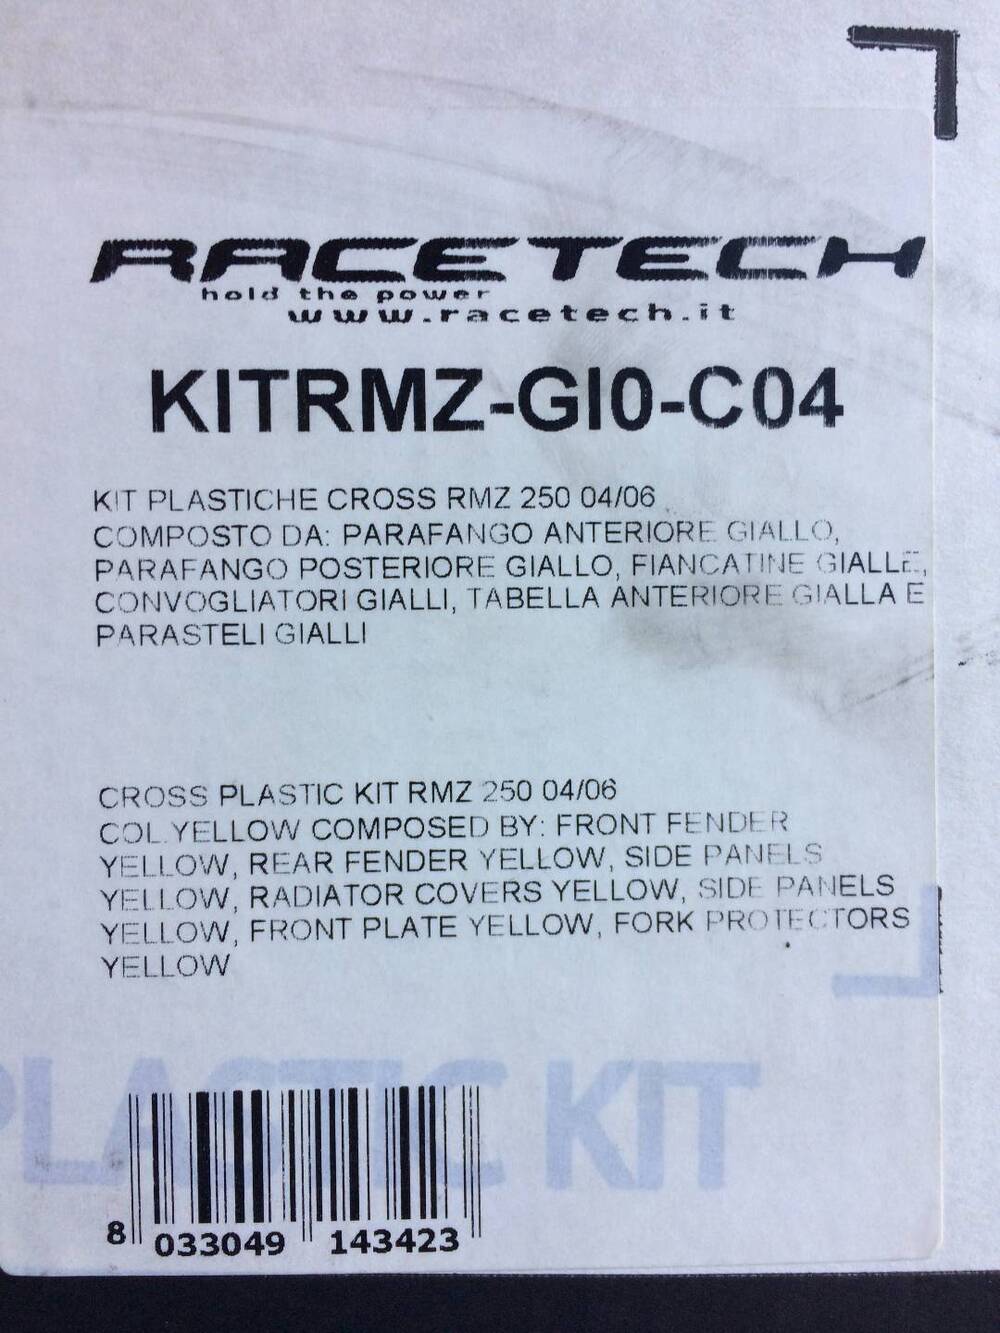 RACETECH
hold the power
www.racetech.it
KITRMZ-GI0-C04
KIT PLASTICHE CROSS RMZ 250 04/06
COMPOSTO DA: PARAFANGO ANTERIORE GIALLO,
PARAFANGO POSTERIORE GIALLO, FIANCATINE GIALLE,
CONVOGLIATORI GIALLI, TABELLA ANTERIORE GIALLA E
PARASTELI GIALLI
CROSS PLASTIC KIT RMZ 250 04/06
COL.YELLOW COMPOSED BY: FRONT FENDER
YELLOW, REAR FENDER YELLOW, SIDE PANELS
YELLOW, RADIATOR COVERS YELLOW, SIDE PANELS
YELLOW, FRONT PLATE YELLOW, FORK PROTECTORS
YELLOW
PLASTIC KIT
8 033049 143423